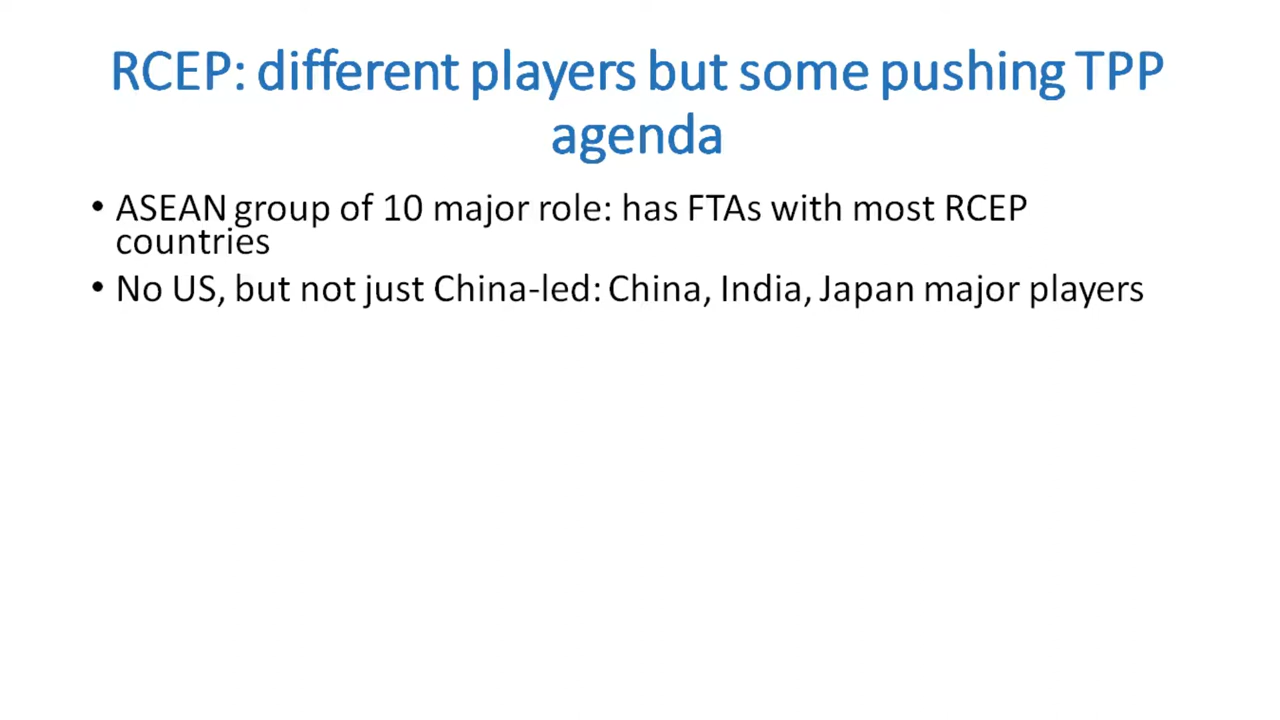 RCEP: different players but some pushing TPP
agenda
• ASEAN group of 10 major role: has FTAs with most RCEP
countries
• No US, but not just China-led: China, India, Japan major players